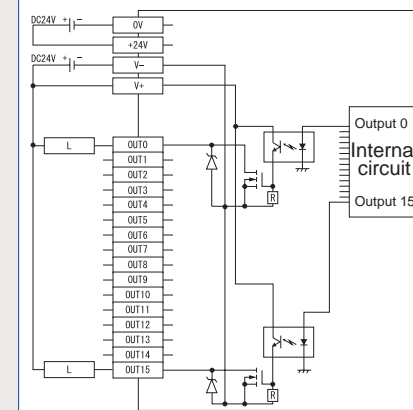 DC24V + −
0V
+24V
DC24V + −
V−
V+
L
OUT0
OUT1
OUT2
OUT3
OUT4
OUT5
OUT6
OUT7
OUT8
OUT9
OUT10
OUT11
OUT12
OUT13
OUT14
L
OUT15
R
R
Output 0
Interna
circuit
Output 15